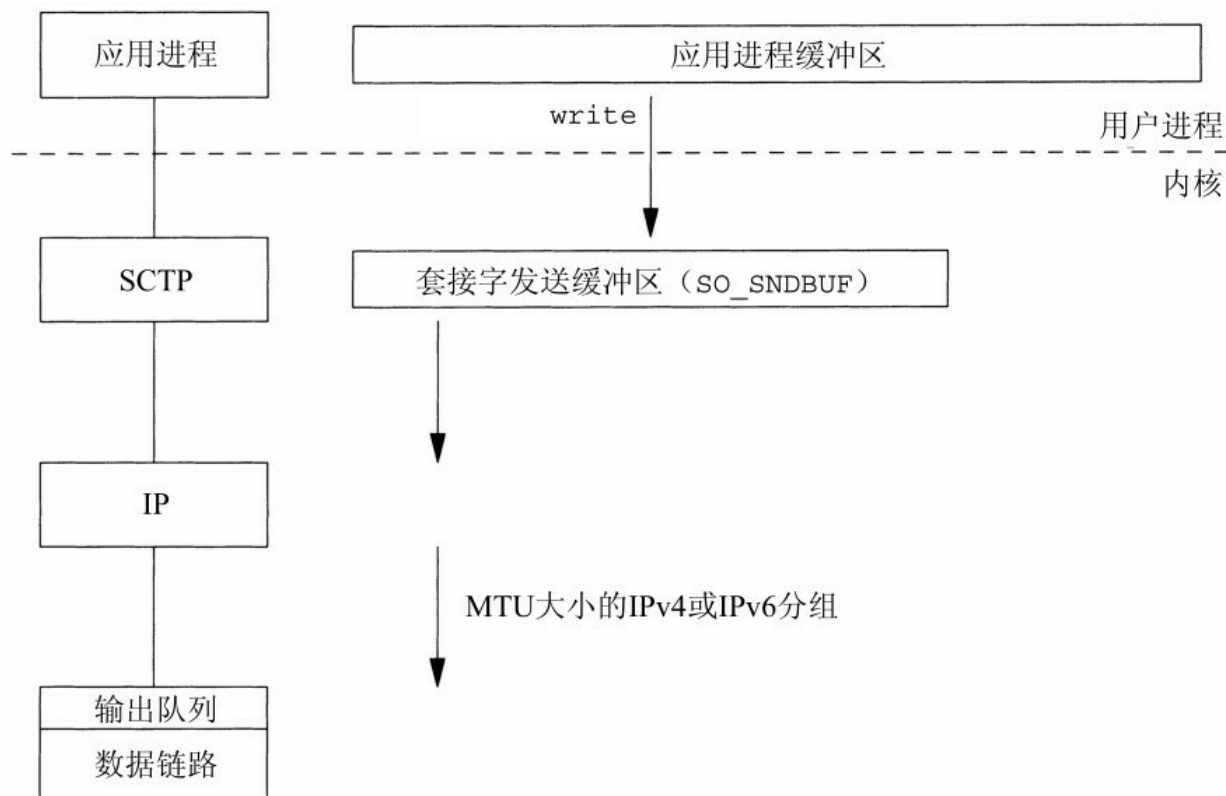 应用进程
应用进程缓冲区
write
用户进程
内核
SCTP
套接字发送缓冲区（SO_SNDBUF）
IP
MTU大小的IPv4或IPv6分组
输出队列
数据链路